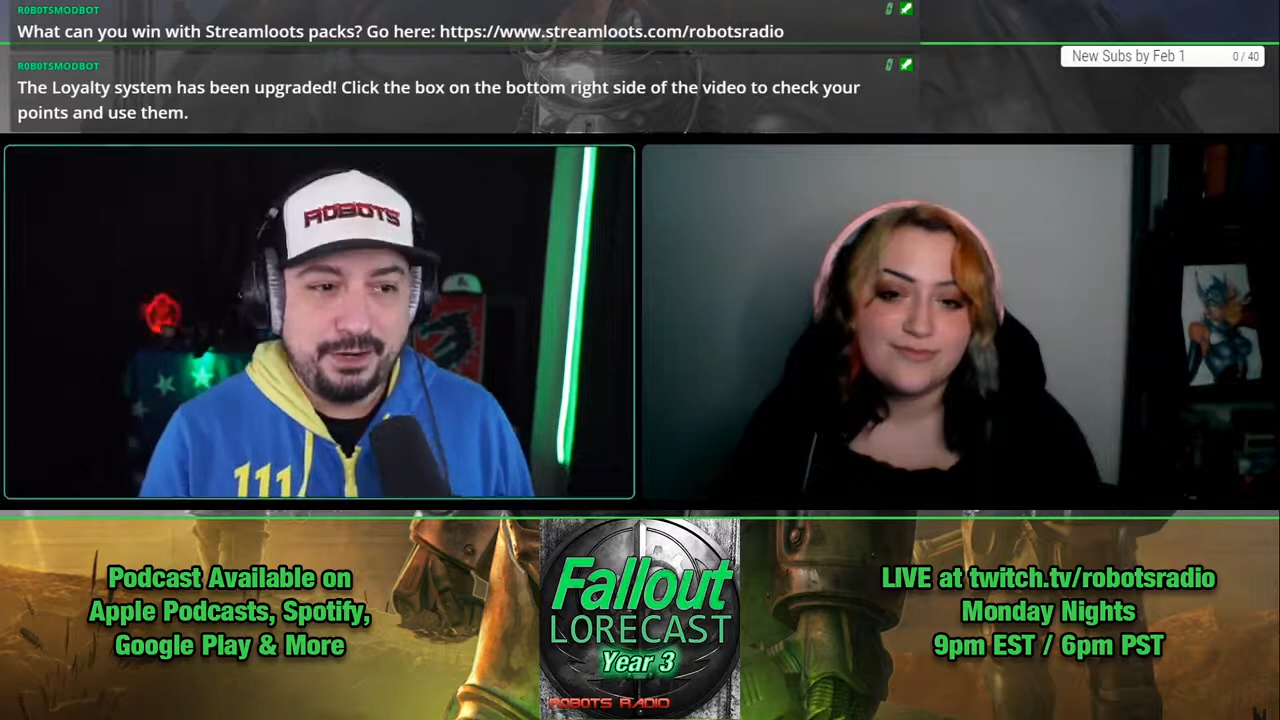 R0B0TSMODBOT
What can you win with Streamloots packs? Go here: https://www.streamloots.com/robotsradio
New Subs by Feb 1 0 / 40
R0B0TSMODBOT
The Loyalty system has been upgraded! Click the box on the bottom right side of the video to check your
points and use them.
ROBOTS
111
Podcast Available on
Apple Podcasts, Spotify,
Google Play & More
Fallout
LORECAST
Year 3
ROBOTS RADIO
LIVE at twitch.tv/robotsradio
Monday Nights
9pm EST / 6pm PST